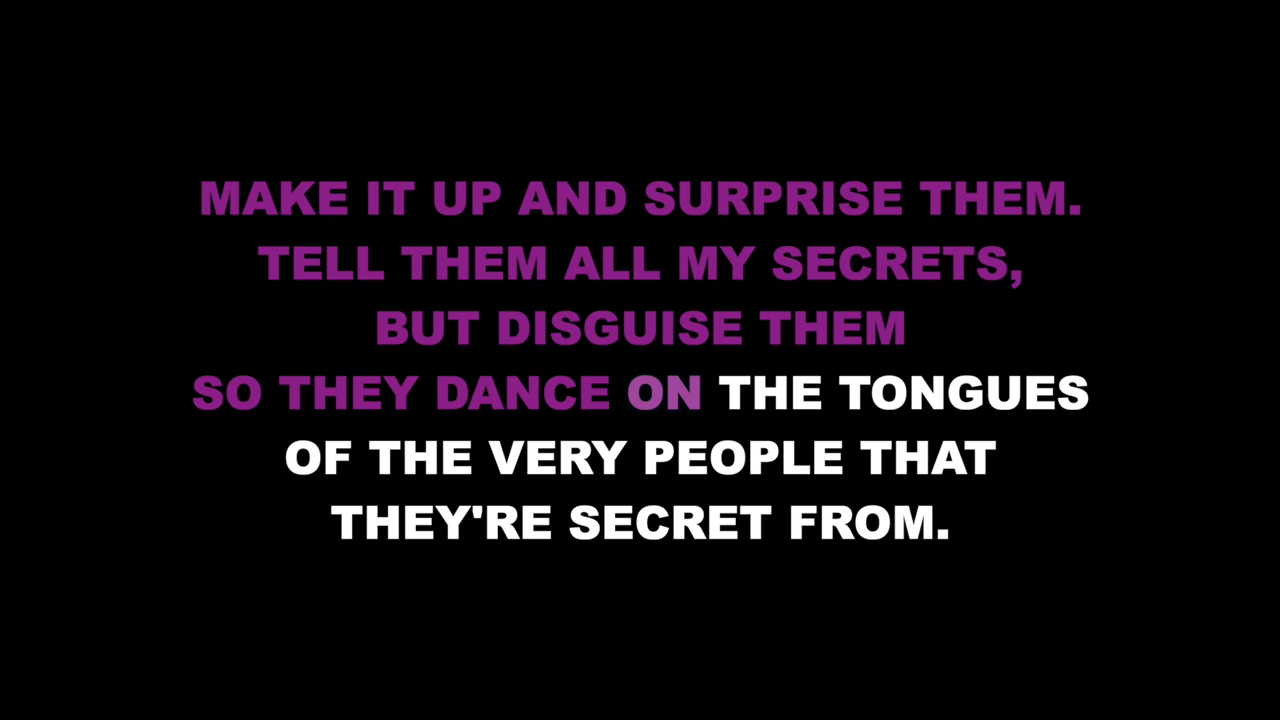 MAKE IT UP AND SURPRISE THEM.
TELL THEM ALL MY SECRETS,
BUT DISGUISE THEM
SO THEY DANCE ON THE TONGUES
OF THE VERY PEOPLE THAT
THEY'RE SECRET FROM.